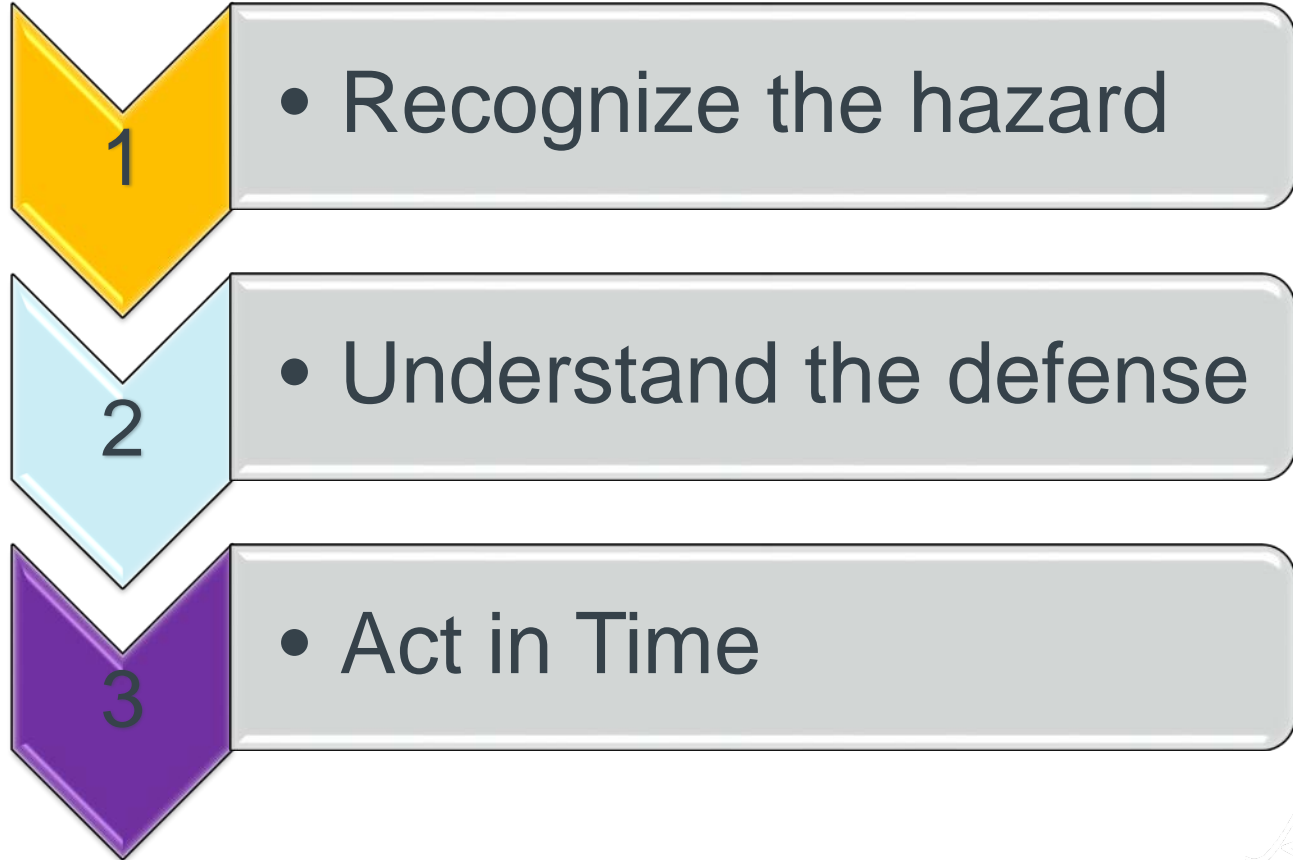 1
• Recognize the hazard
2
• Understand the defense
3
• Act in Time